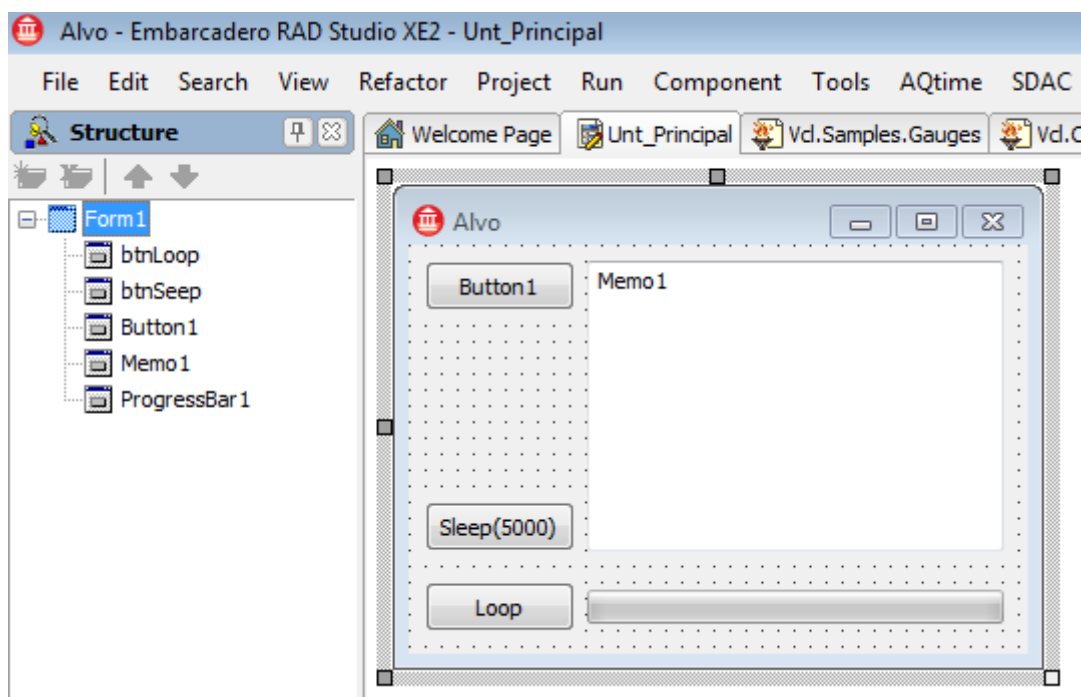 Alvo - Embarcadero RAD Studio XE2 - Unt_Principal
File Edit Search View Refactor Project Run Component Tools AQtime SDAC
Structure
Welcome Page Unt_Principal Vcl.Samples.Gauges Vcl.C
Form1
btnLoop
btnSeep
Button1
Memo1
ProgressBar1
Alvo
Button1
Memo1
Sleep(5000)
Loop